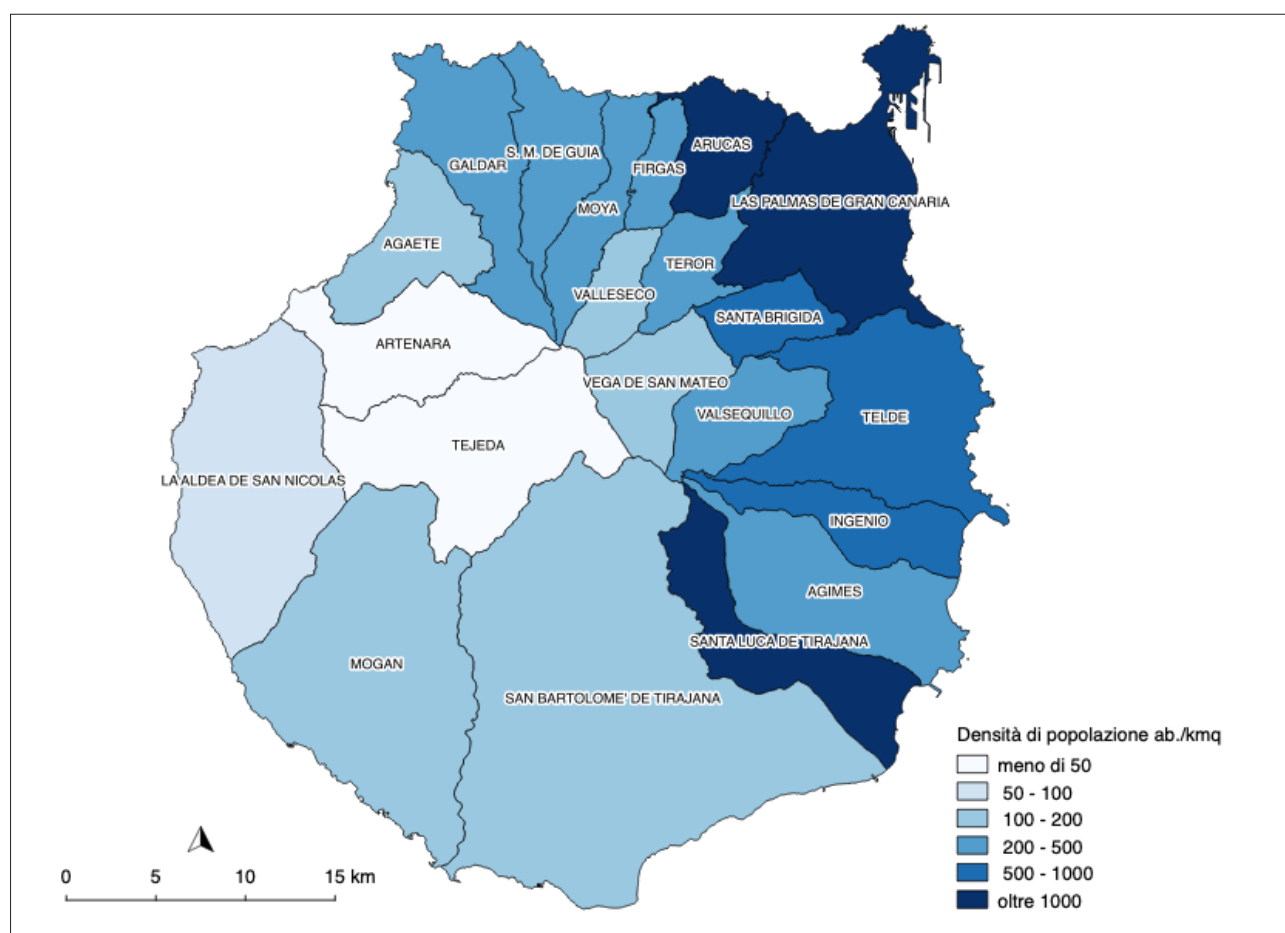 ARUCAS
S. M. DE GUIA
GALDAR
FIRGAS
LAS PALMAS DE GRAN CANARIA
MOYA
AGAETE
TEROR
VALLESECO
SANTA BRIGIDA
ARTENARA
VEGA DE SAN MATEO
VALSEQUILLO
TELDE
TEJEDA
LA ALDEA DE SAN NICOLAS
INGENIO
AGIMES
SANTA LUCA DE TIRAJANA
MOGAN
SAN BARTOLOME' DE TIRAJANA
Densità di popolazione ab./kmq
meno di 50
50 - 100
100 - 200
200 - 500
500 - 1000
oltre 1000
0 5 10 15 km